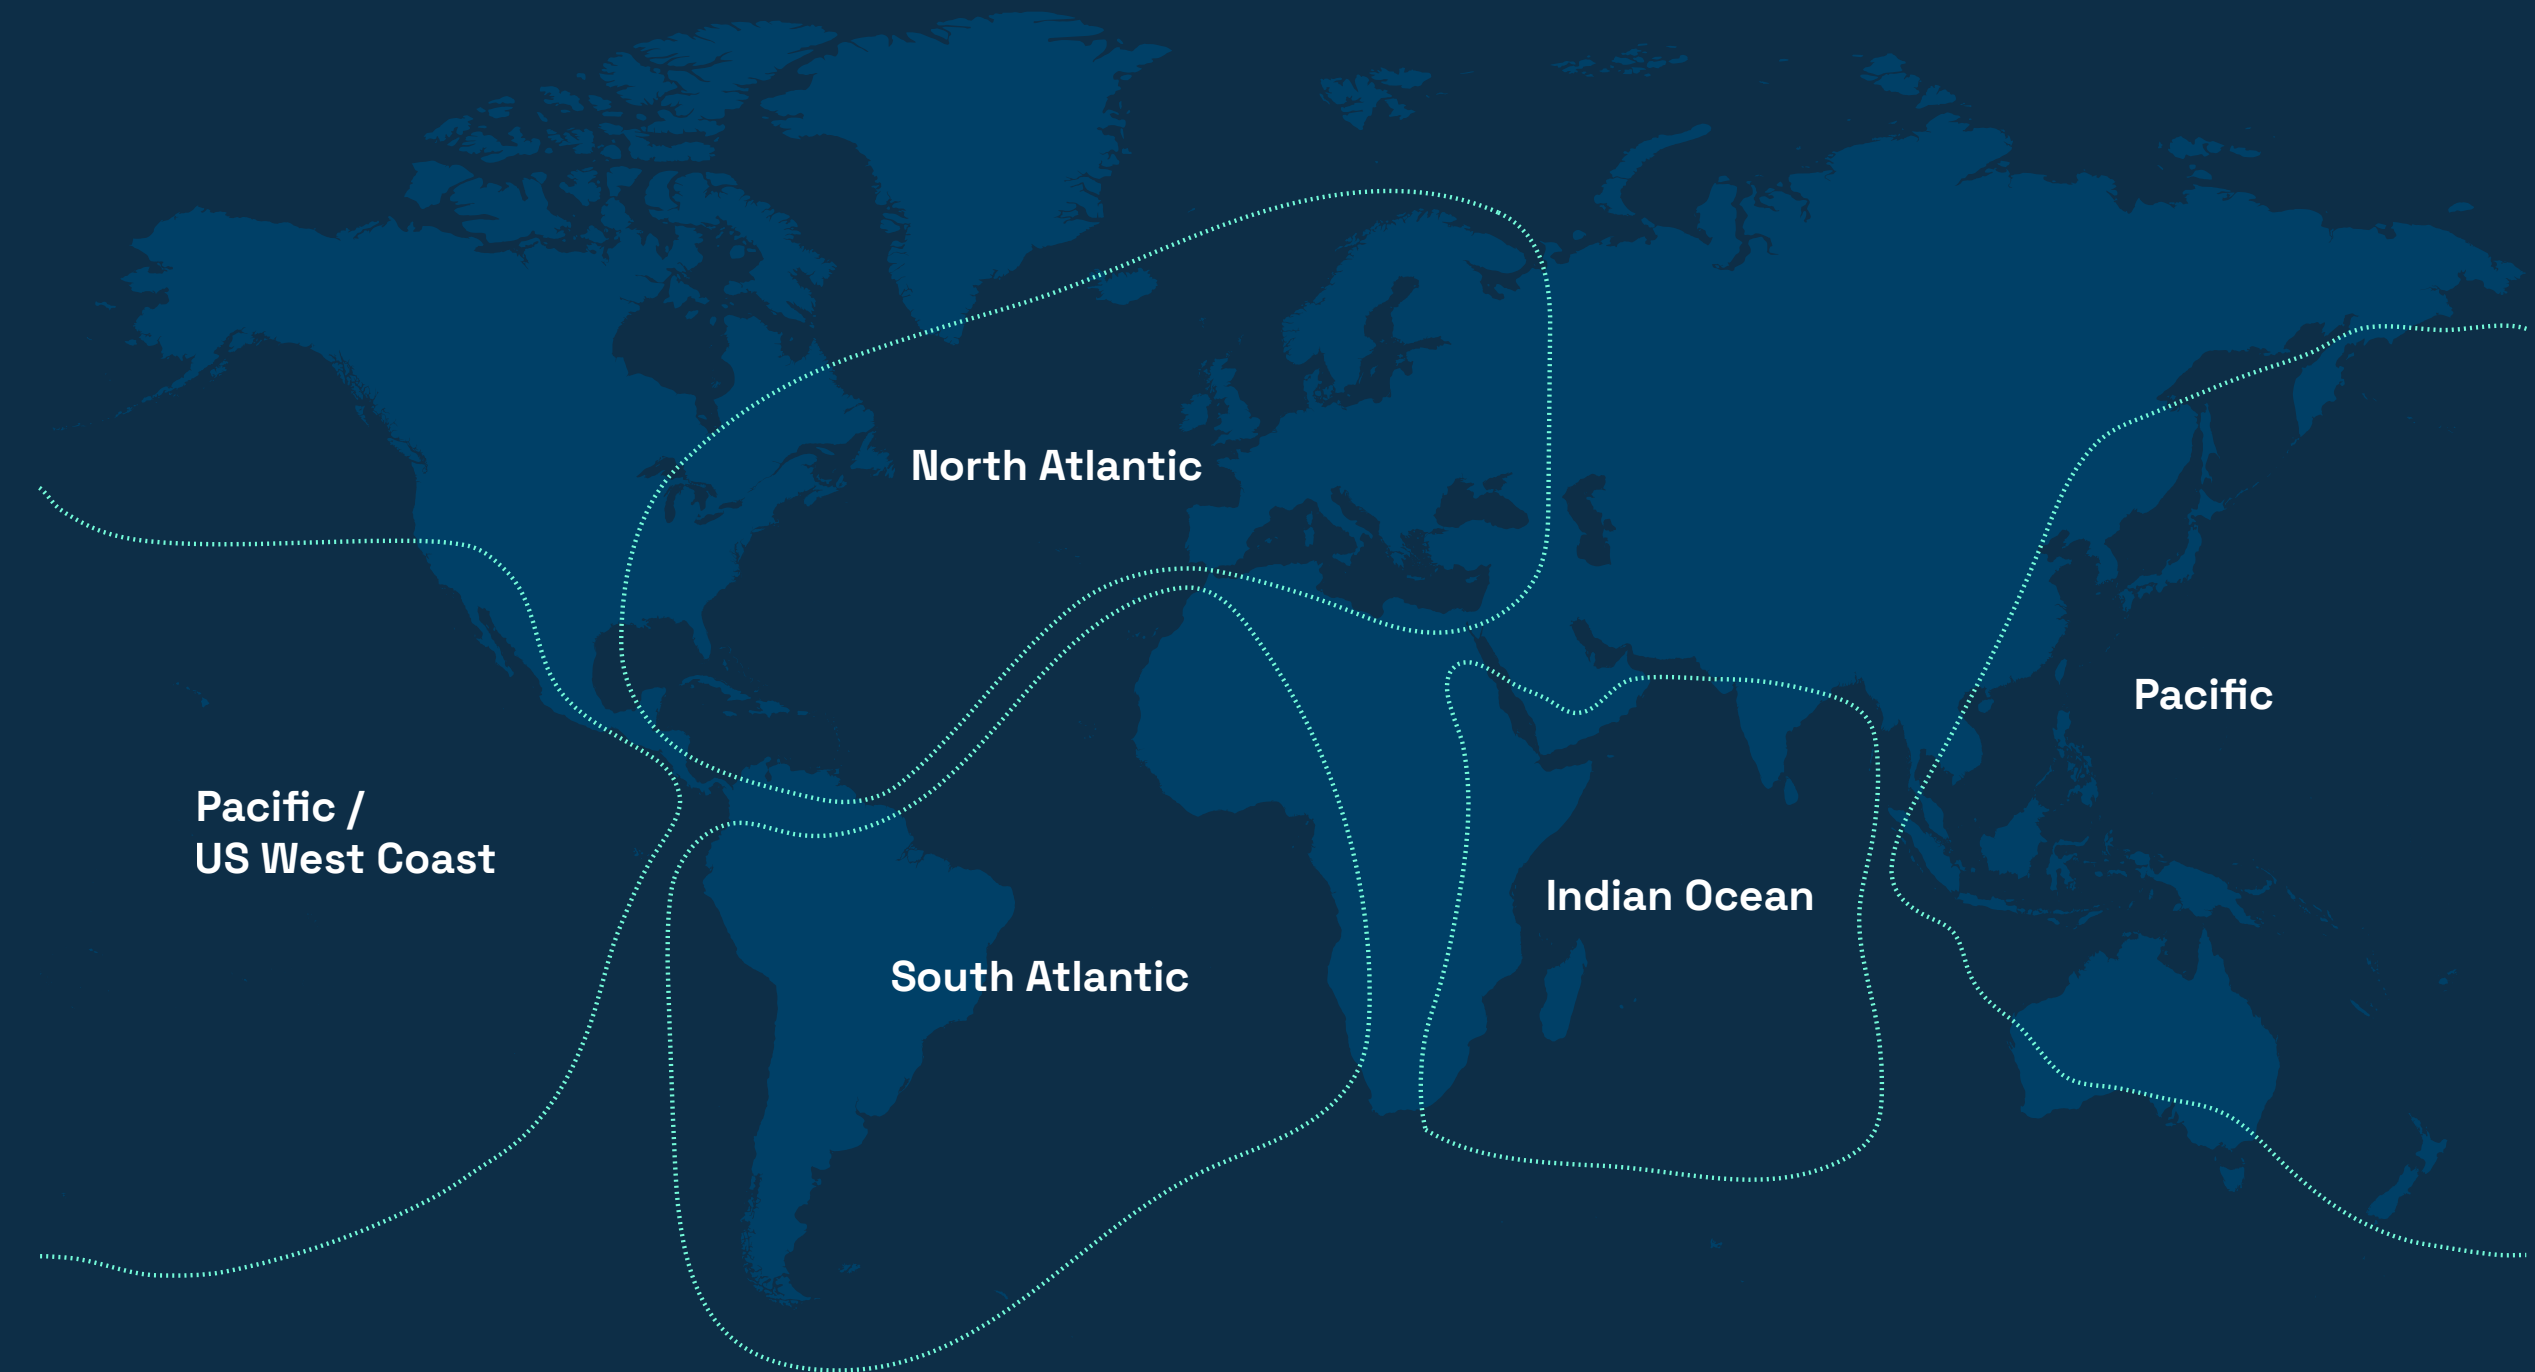 North Atlantic
Pacific
Pacific /
US West Coast
Indian Ocean
South Atlantic